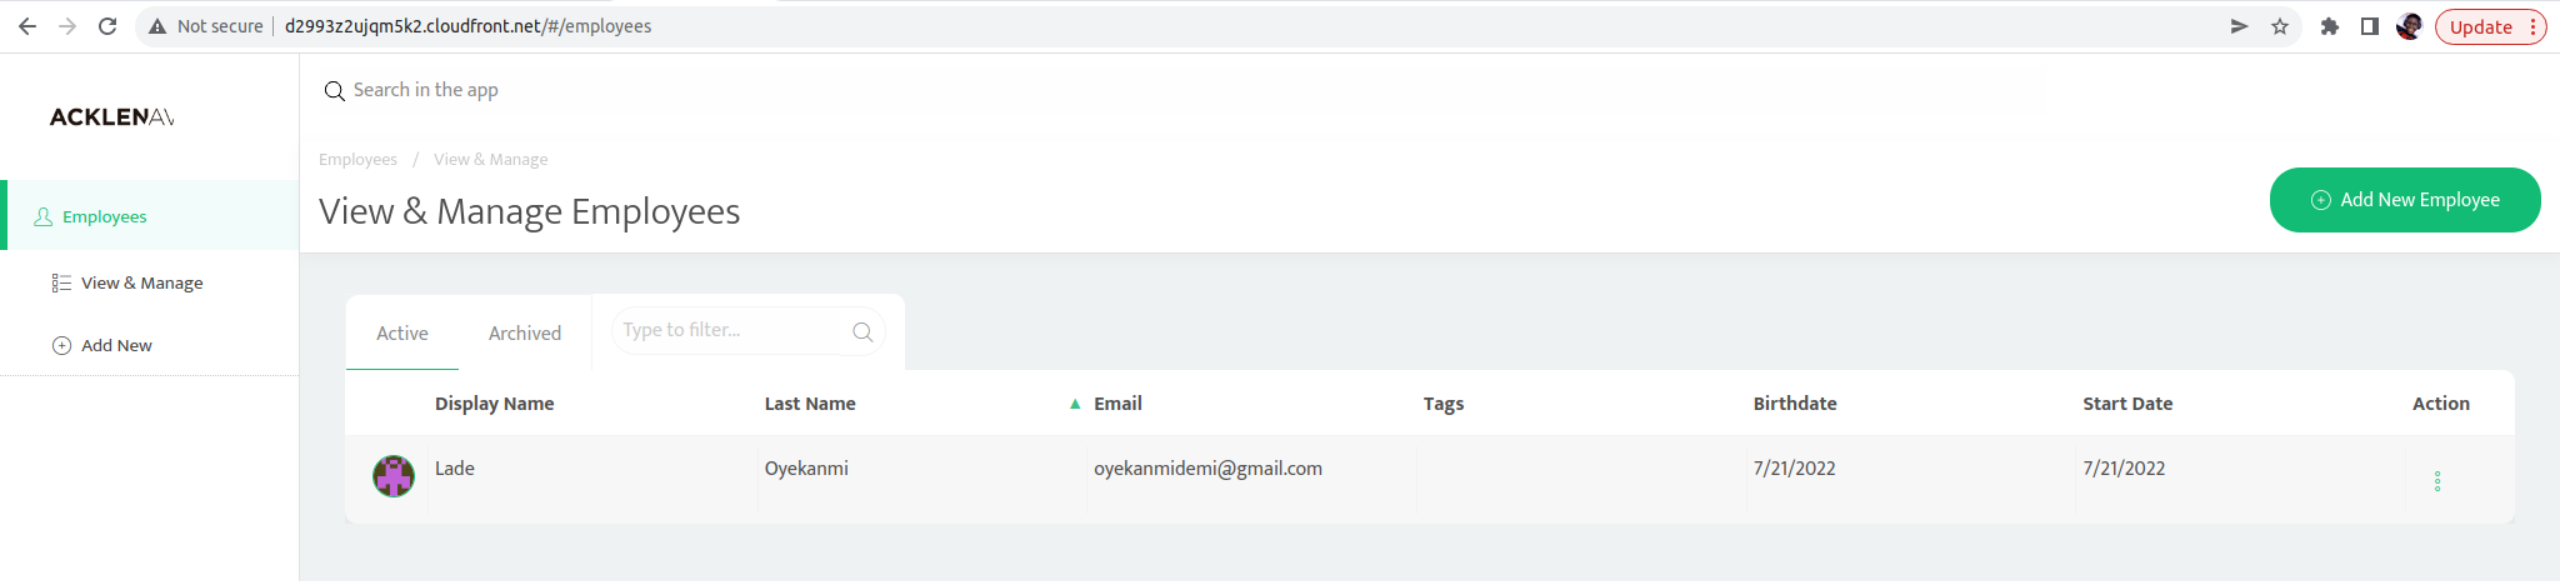 Not secure d2993z2ujqm5k2.cloudfront.net/#/employees Update
Search in the app
ACKLENAV
Employees / View & Manage
View & Manage Employees
Add New Employee
Employees
View & Manage
Add New
Active Archived Type to filter...
Display Name Last Name Email Tags Birthdate Start Date Action
Lade Oyekanmi oyekanmidemi@gmail.com 7/21/2022 7/21/2022